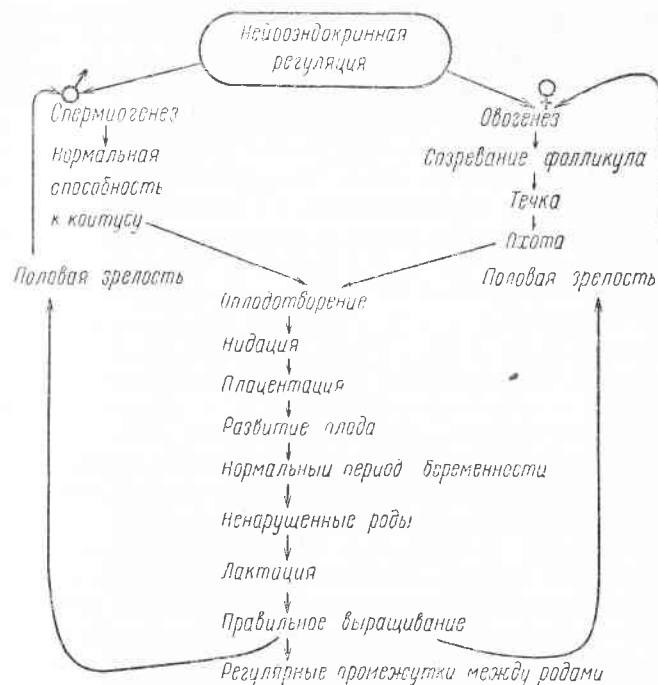 Нейроэндокринная
регуляция
♂
Спермиогенез
Нормальная
способность
к коитусу
Половая зрелость
♀
Овогенез
Созревание фолликула
Течка
Охота
Половая зрелость
Оплодотворение
Нидация
Плацентация
Развитие плода
Нормальный период беременности
Ненарушенные роды
Лактация
Правильное выращивание
Регулярные промежутки между родами